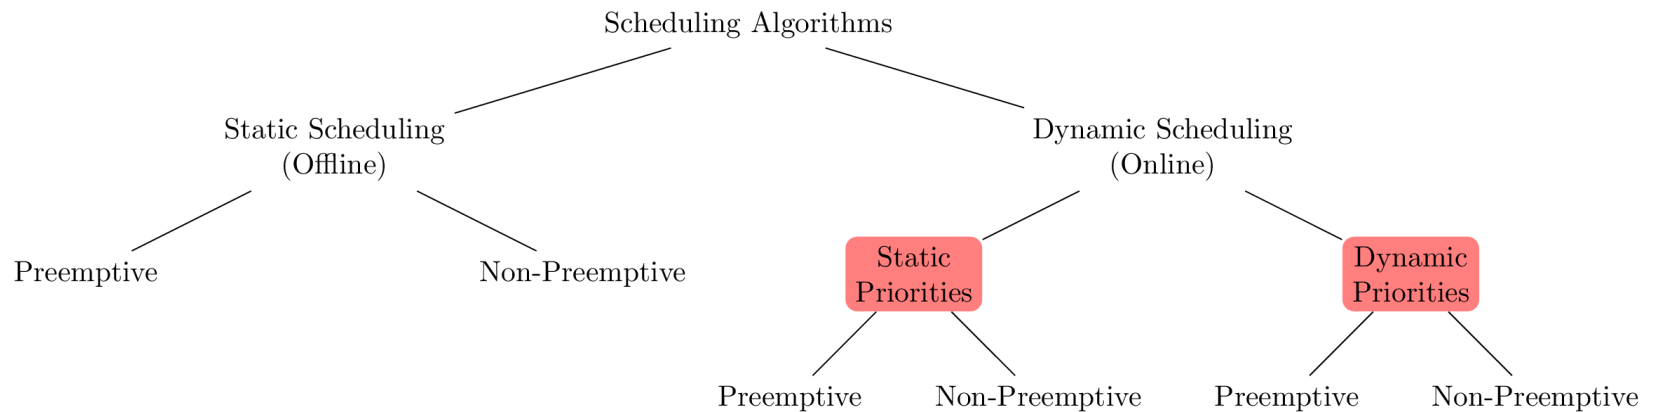 Scheduling Algorithms
Static Scheduling
(Offline)
Dynamic Scheduling
(Online)
Preemptive
Non-Preemptive
Static
Priorities
Dynamic
Priorities
Preemptive
Non-Preemptive
Preemptive
Non-Preemptive